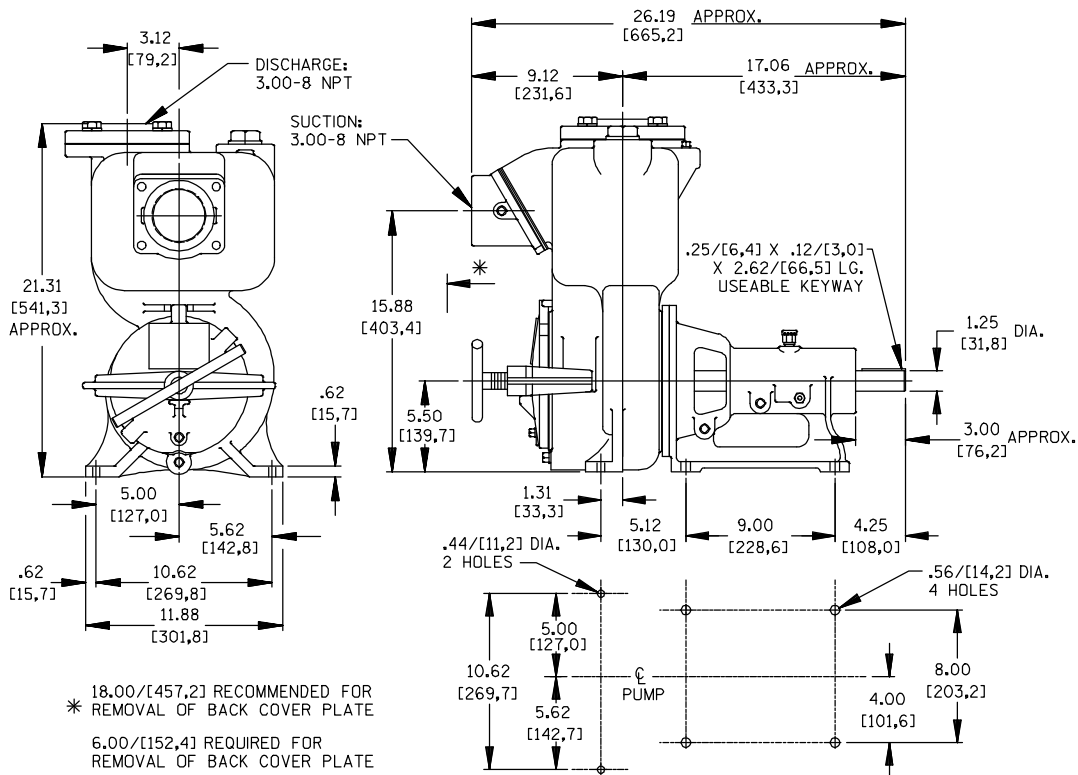 26.19 APPROX.
[665,2]
3.12
[79,2]
DISCHARGE:
3.00-8 NPT
9.12
[231,6]
17.06 APPROX.
[433,3]
SUCTION:
3.00-8 NPT
.25/[6,4] X .12/[3,0]
X 2.62/[66,5] LG.
USEABLE KEYWAY
*
21.31
[541,3]
APPROX.
15.88
[403,4]
1.25 DIA.
[31,8]
.62
[15,7]
5.50
[139,7]
3.00 APPROX.
[76,2]
5.00
[127,0]
5.62
[142,8]
1.31
[33,3]
5.12
[130,0]
9.00
[228,6]
4.25
[108,0]
.62
[15,7]
10.62
[269,8]
11.88
[301,8]
.44/[11,2] DIA.
2 HOLES
.56/[14,2] DIA.
4 HOLES
5.00
[127,0]
10.62
[269,7]
5.62
[142,7]
CL
PUMP
8.00
[203,2]
4.00
[101,6]
* 18.00/[457,2] RECOMMENDED FOR
REMOVAL OF BACK COVER PLATE
6.00/[152,4] REQUIRED FOR
REMOVAL OF BACK COVER PLATE